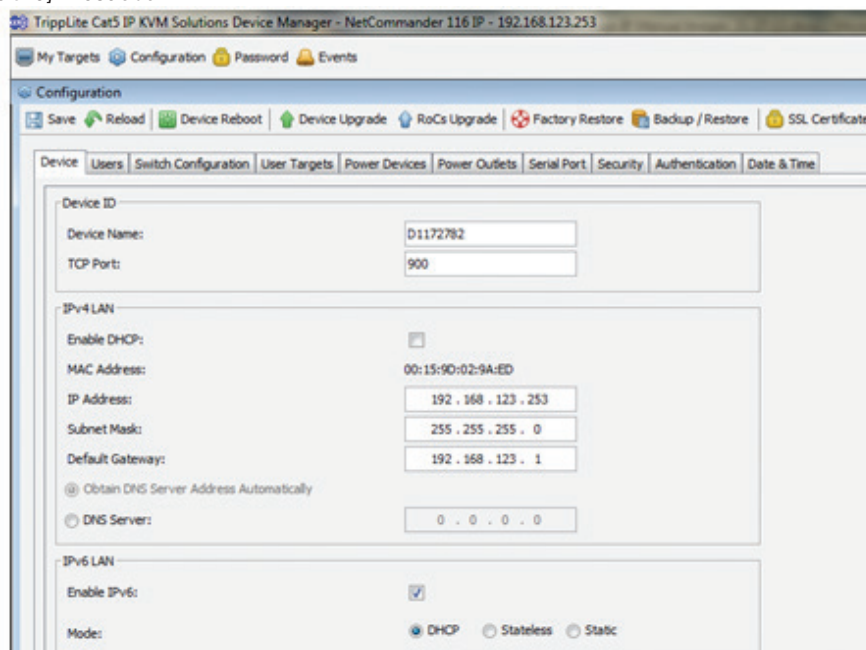 TrippLite Cat5 IP KVM Solutions Device Manager - NetCommander 116 IP - 192.168.123.253
My Targets Configuration Password Events
Configuration
Save Reload Device Reboot Device Upgrade RoCs Upgrade Factory Restore Backup / Restore SSL Certificate
Device Users Switch Configuration User Targets Power Devices Power Outlets Serial Port Security Authentication Date & Time
Device ID
Device Name: D1172782
TCP Port: 900
IPv4 LAN
Enable DHCP:
MAC Address: 00:15:9D:02:9A:ED
IP Address: 192 . 168 . 123 . 253
Subnet Mask: 255 . 255 . 255 . 0
Default Gateway: 192 . 168 . 123 . 1
Obtain DNS Server Address Automatically
DNS Server: 0 . 0 . 0 . 0
IPv6 LAN
Enable IPv6:
Mode: DHCP Stateless Static